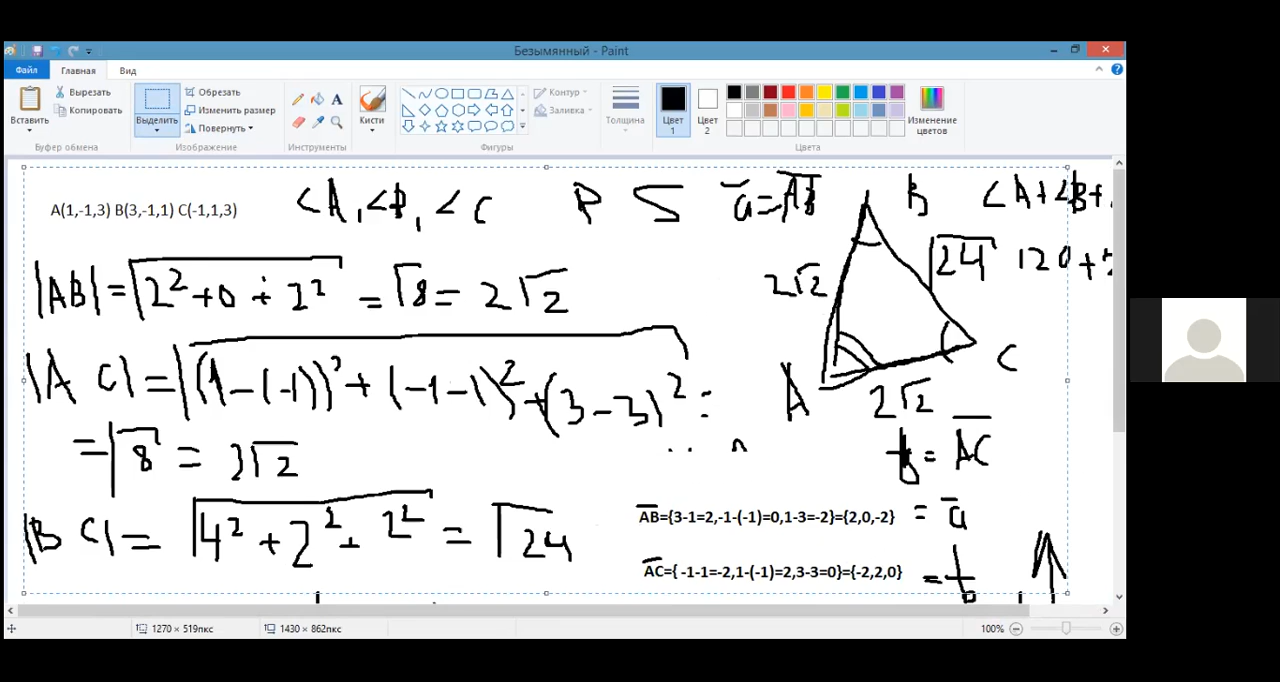 Безымянный - Paint
Файл Главная Вид
Вставить
Вырезать
Копировать
Буфер обмена
Выделить
Обрезать
Изменить размер
Повернуть
Изображение
Инструменты
Кисти
Контур
Заливка
Фигуры
Толщина
Цвет 1
Цвет 2
Изменение цветов
Цвета
A(1,-1,3) B(3,-1,1) C(-1,1,3)
<A, <B, <C P S a̅=A̅B̅
B <A+<B+
|AB|=√(2²+0+2²) =√8= 2√2
2√2 √24 120+
|AC|=√((1-(-1))²+(-1-1)²+(3-3)²=
A 2√2 C
=√8 = 2√2
b̅= A̅C̅
|BC|= √(4²+2²+2²) = √24
A̅B̅={3-1=2,-1-(-1)=0,1-3=-2}={2,0,-2} = a̅
A̅C̅={ -1-1=-2,1-(-1)=2,3-3=0}={-2,2,0} = b̅
1270 × 519пкс 1430 × 862пкс 100%